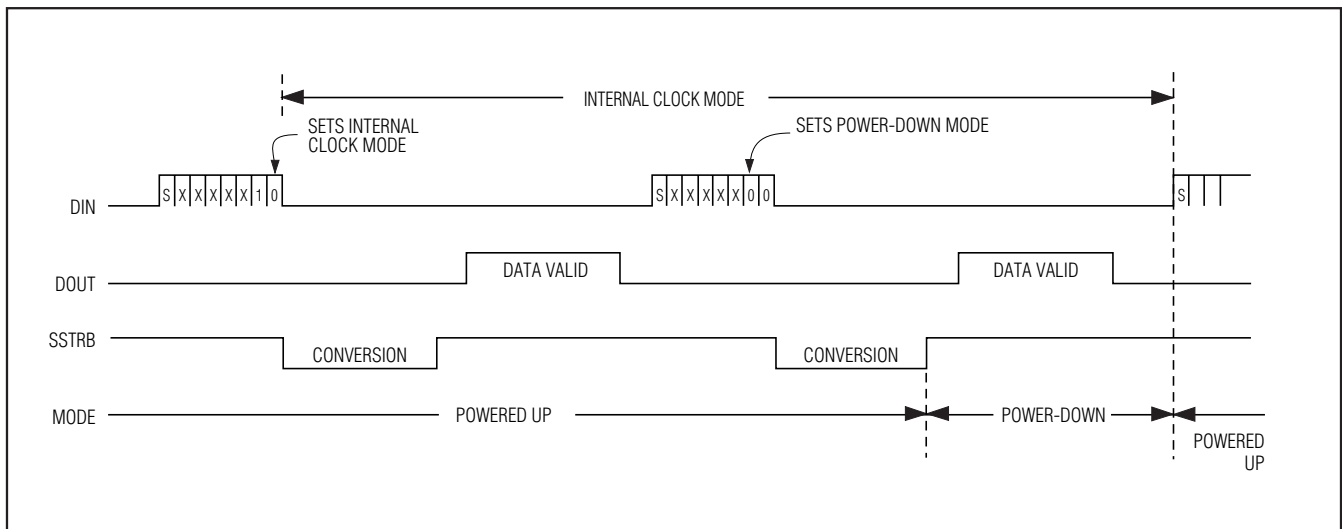 INTERNAL CLOCK MODE
SETS INTERNAL
CLOCK MODE
SETS POWER-DOWN MODE
DIN
S X X X X X 1 0
S X X X X X 0 0
S
DOUT
DATA VALID
DATA VALID
SSTRB
CONVERSION
CONVERSION
MODE
POWERED UP
POWER-DOWN
POWERED
UP